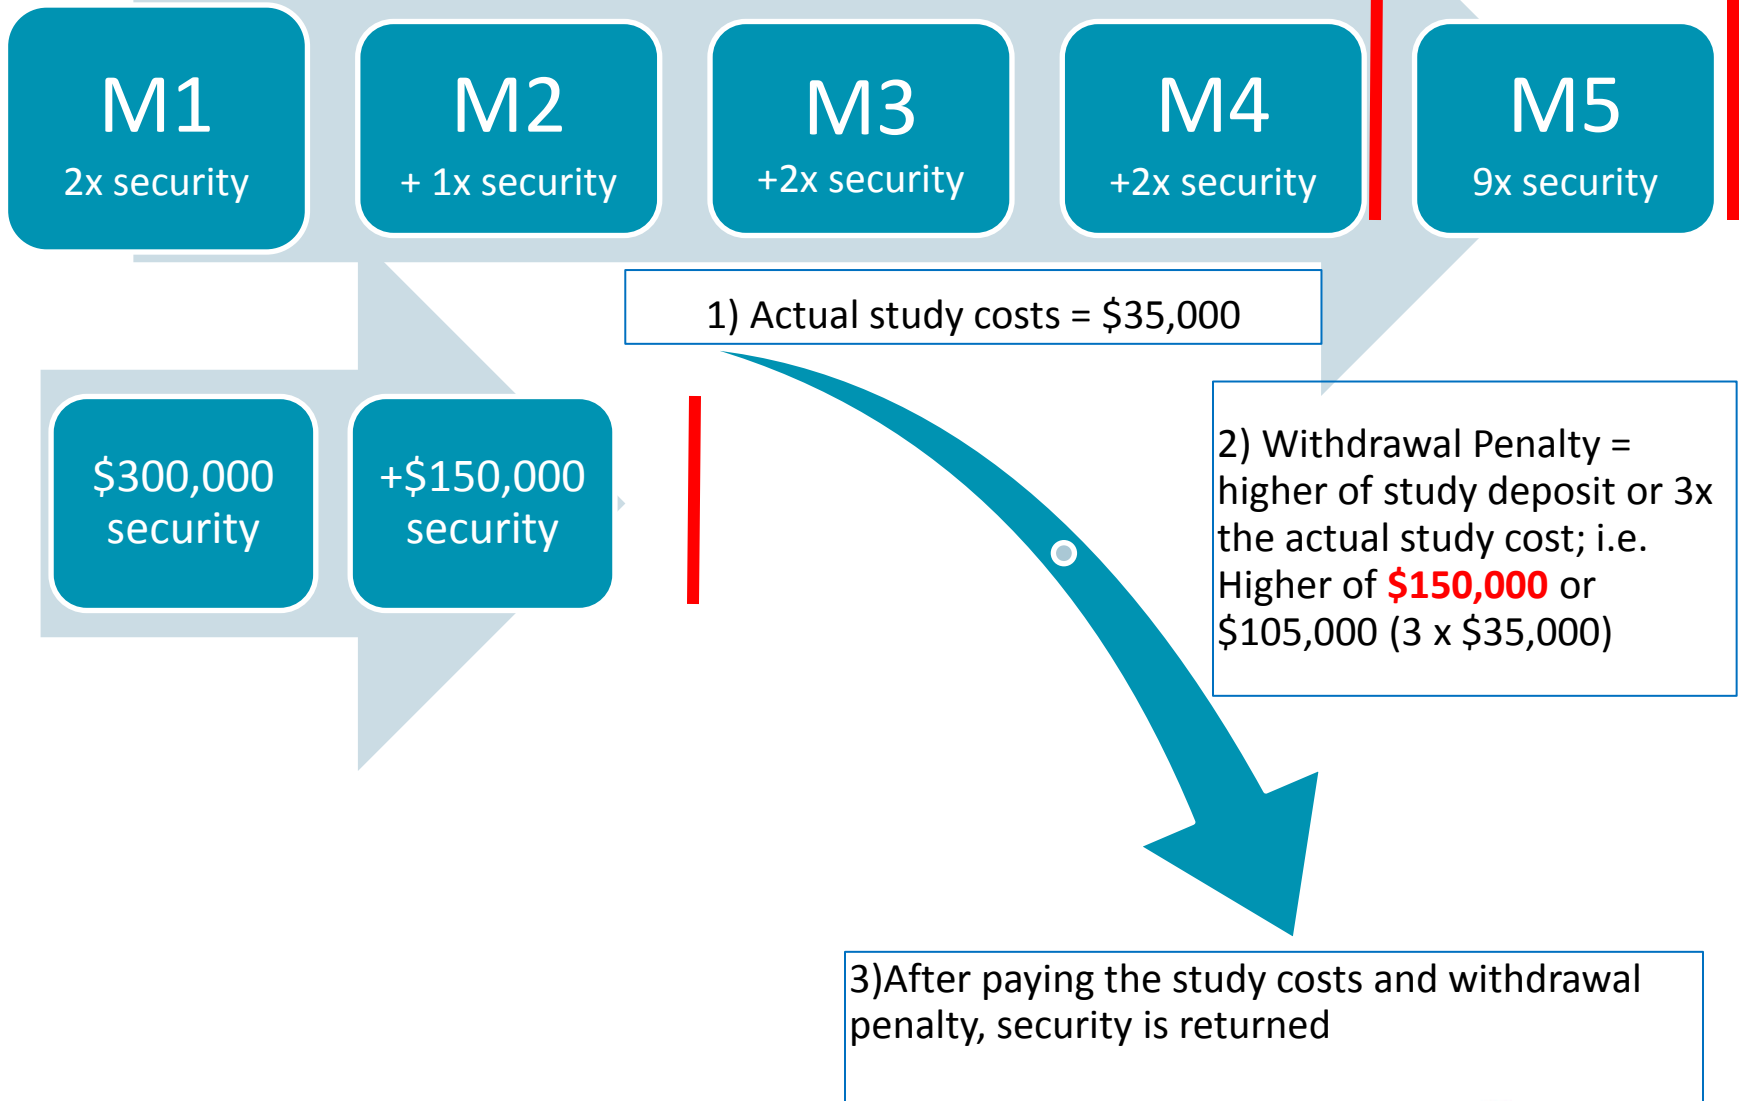 M1
2x security
M2
+ 1x security
M3
+2x security
M4
+2x security
M5
9x security
1) Actual study costs = $35,000
$300,000
security
+$150,000
security
2) Withdrawal Penalty =
higher of study deposit or 3x
the actual study cost; i.e.
Higher of $150,000 or
$105,000 (3 x $35,000)
3)After paying the study costs and withdrawal
penalty, security is returned